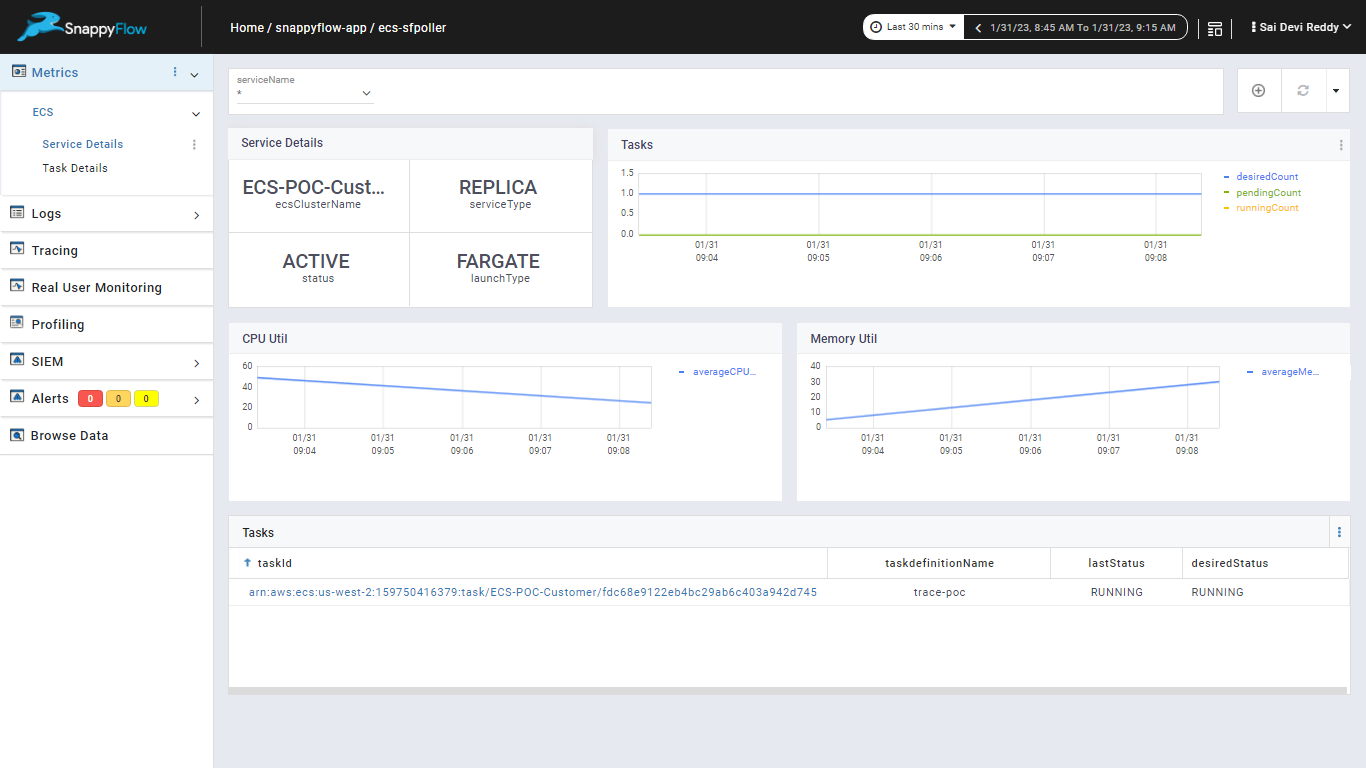 SnappyFlow
Home / snappyflow-app / ecs-sfpoller
Last 30 mins
1/31/23, 8:45 AM To 1/31/23, 9:15 AM
Sai Devi Reddy
Metrics
ECS
Service Details
Task Details
Logs
Tracing
Real User Monitoring
Profiling
SIEM
Alerts 0 0 0
Browse Data
serviceName
*
Service Details
ECS-POC-Cust...
ecsClusterName
REPLICA
serviceType
ACTIVE
status
FARGATE
launchType
Tasks
1.5
1.0
0.5
0.0
01/31 01/31 01/31 01/31 01/31
09:04 09:05 09:06 09:07 09:08
desiredCount
pendingCount
runningCount
CPU Util
60
40
20
0
01/31 01/31 01/31 01/31 01/31
09:04 09:05 09:06 09:07 09:08
averageCPU...
Memory Util
40
30
20
10
0
01/31 01/31 01/31 01/31 01/31
09:04 09:05 09:06 09:07 09:08
averageMe...
Tasks
taskId taskdefinitionName lastStatus desiredStatus
arn:aws:ecs:us-west-2:159750416379:task/ECS-POC-Customer/fdc68e9122eb4bc29ab6c403a942d745 trace-poc RUNNING RUNNING